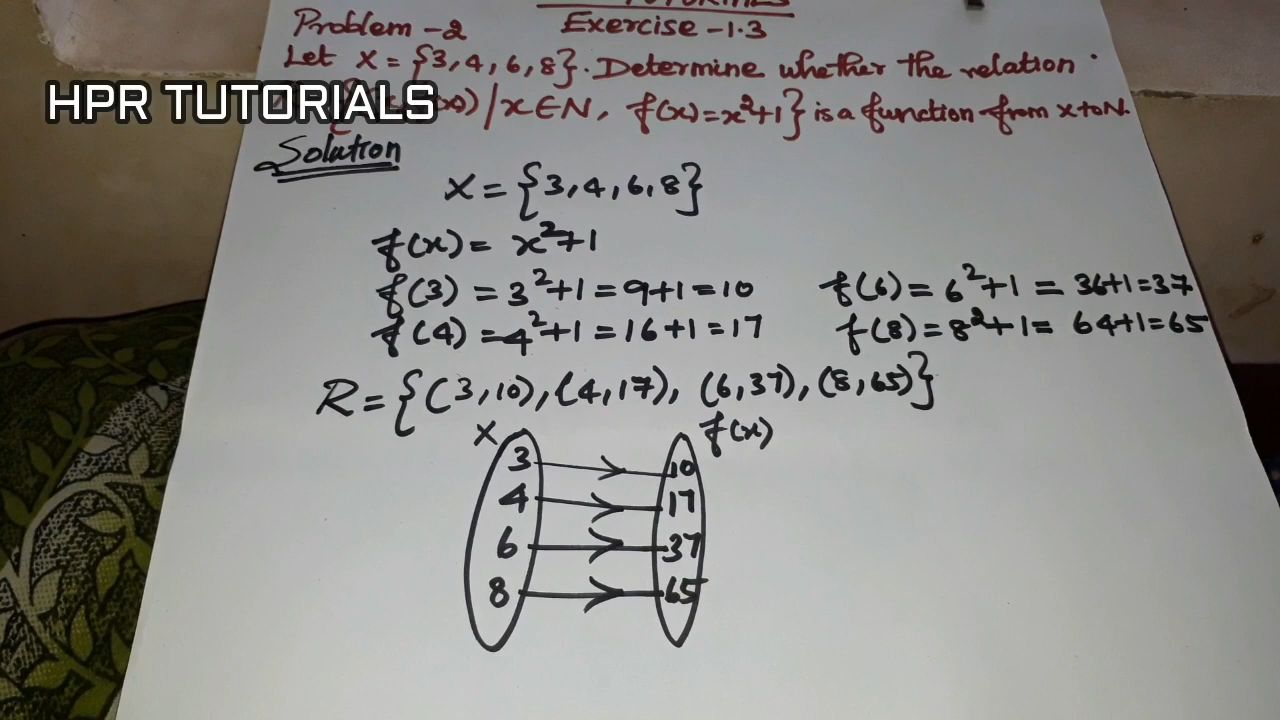 TUTORIALS
Problem - 2 Exercise - 1.3
Let X = {3, 4, 6, 8}. Determine whether the relation
HPR TUTORIALS
) / x ∈ N, f(x) = x²+1} is a function from x to N.
Solution
X = {3, 4, 6, 8}
f(x) = x²+1
f(3) = 3²+1 = 9+1 = 10 f(6) = 6²+1 = 36+1 = 37
f(4) = 4²+1 = 16+1 = 17 f(8) = 8²+1 = 64+1 = 65
R = {(3,10), (4,17), (6,37), (8,65)}
X f(x)
3 10
4 17
6 37
8 65